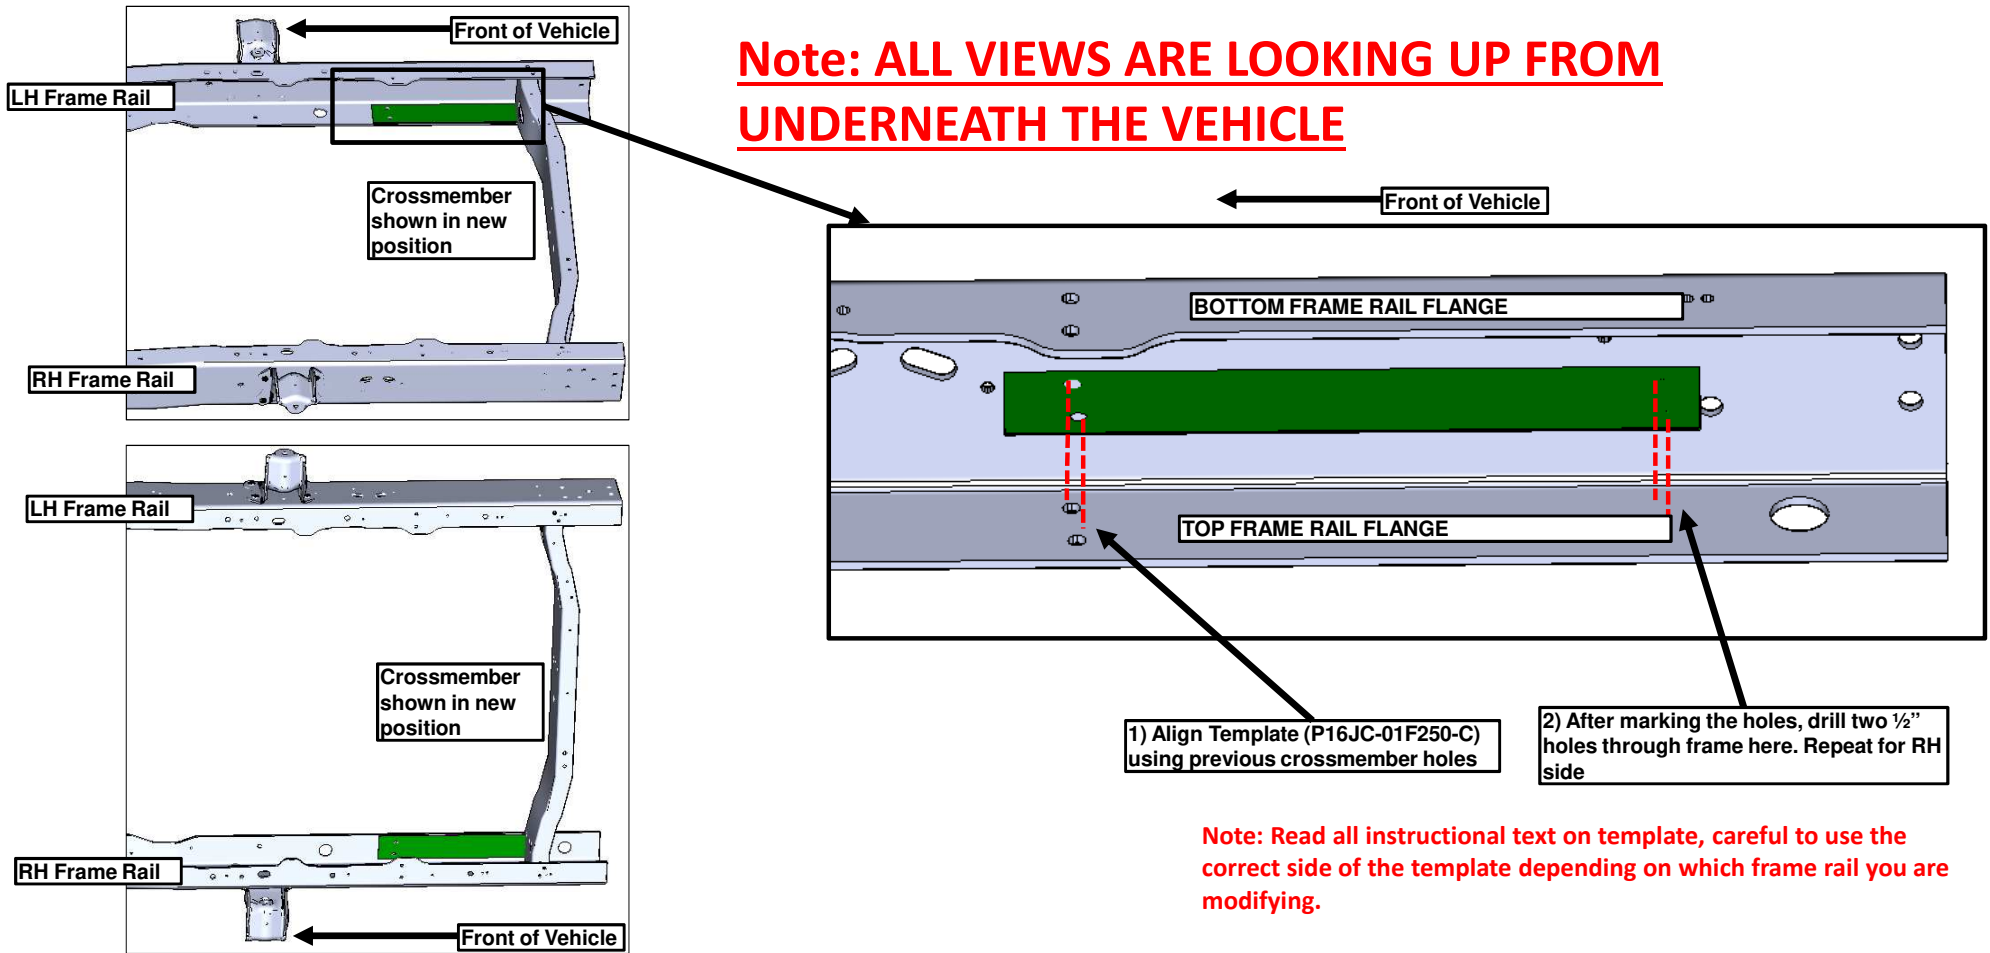 Front of Vehicle
LH Frame Rail
Crossmember
shown in new
position
RH Frame Rail
LH Frame Rail
Crossmember
shown in new
position
RH Frame Rail
Front of Vehicle
Note: ALL VIEWS ARE LOOKING UP FROM
UNDERNEATH THE VEHICLE
Front of Vehicle
BOTTOM FRAME RAIL FLANGE
TOP FRAME RAIL FLANGE
1) Align Template (P16JC-01F250-C)
using previous crossmember holes
2) After marking the holes, drill two ½”
holes through frame here. Repeat for RH
side
Note: Read all instructional text on template, careful to use the
correct side of the template depending on which frame rail you are
modifying.